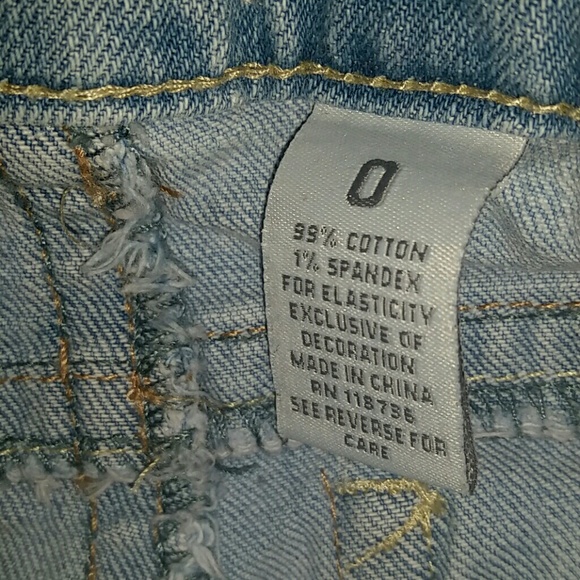 0
99% COTTON
1% SPANDEX
FOR ELASTICITY
EXCLUSIVE OF
DECORATION
MADE IN CHINA
RN 118736
SEE REVERSE FOR
CARE